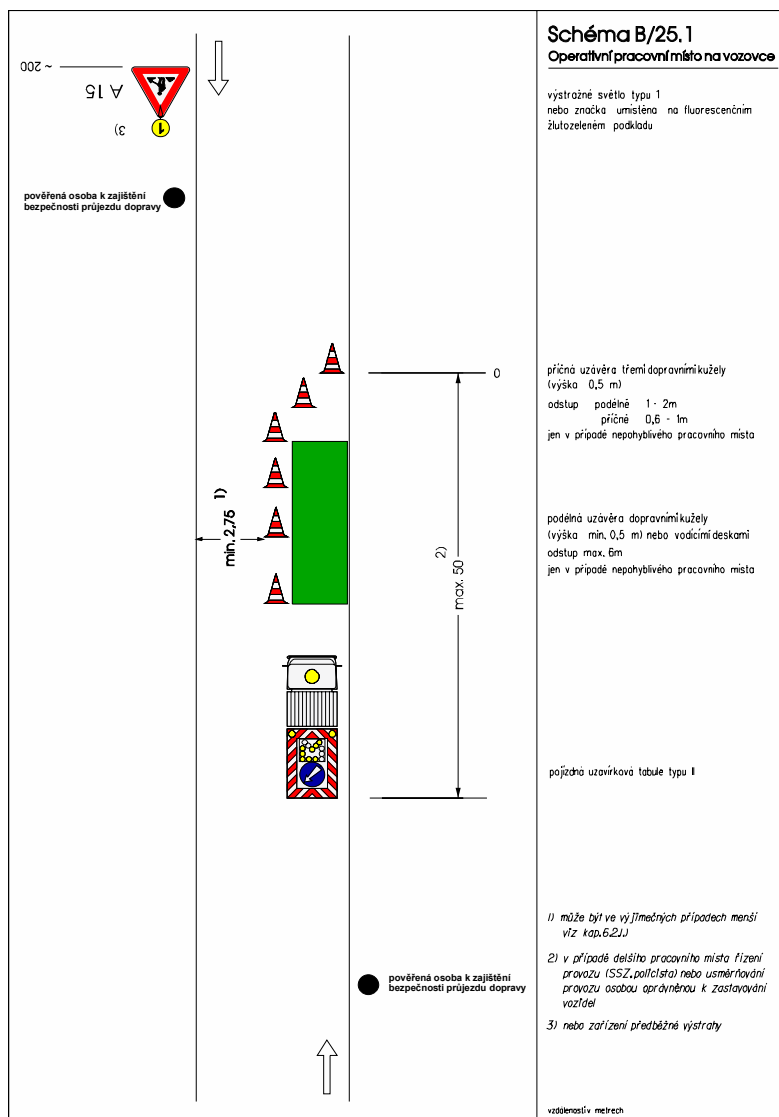 Schéma B/25.1
Operativní pracovní místo na vozovce
výstražné světlo typu 1
nebo značka umístěna na fluorescenčním
žlutozeleném podkladu
~ 200
A 15
3)
1
pověřená osoba k zajištění
bezpečnosti průjezdu dopravy
0
příčná uzávěra třemi dopravními kužely
(výška 0,5 m)
odstup podélné 1 - 2m
příčné 0,6 - 1m
jen v případě nepohyblivého pracovního místa
min. 2,75 1)
2)
max. 50
podélná uzávěra dopravními kužely
(výška min. 0,5 m) nebo vodícími deskami
odstup max. 6m
jen v případě nepohyblivého pracovního místa
pojízdná uzavírková tabule typu II
1) může být ve výjimečných případech menší
viz kap.6.2.1.)
2) v případě delšího pracovního místa řízení
provozu (SSZ,policista) nebo usměrňování
provozu osobou oprávněnou k zastavování
vozidel
3) nebo zařízení předběžné výstrahy
pověřená osoba k zajištění
bezpečnosti průjezdu dopravy
vzdálenosti v metrech